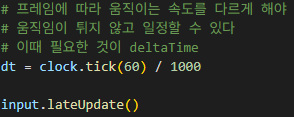 # 프레임에 따라 움직이는 속도를 다르게 해야
# 움직임이 튀지 않고 일정할 수 있다
# 이때 필요한 것이 deltaTime
dt = clock.tick(60) / 1000
input.lateUpdate()